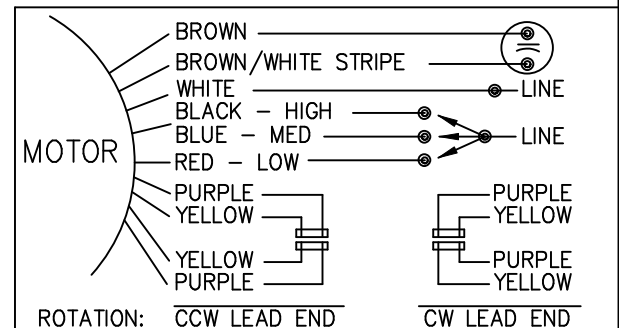 BROWN
BROWN/WHITE STRIPE
WHITE LINE
BLACK – HIGH
MOTOR BLUE – MED LINE
RED – LOW
PURPLE PURPLE
YELLOW YELLOW
YELLOW PURPLE
PURPLE YELLOW
ROTATION: CCW LEAD END CW LEAD END